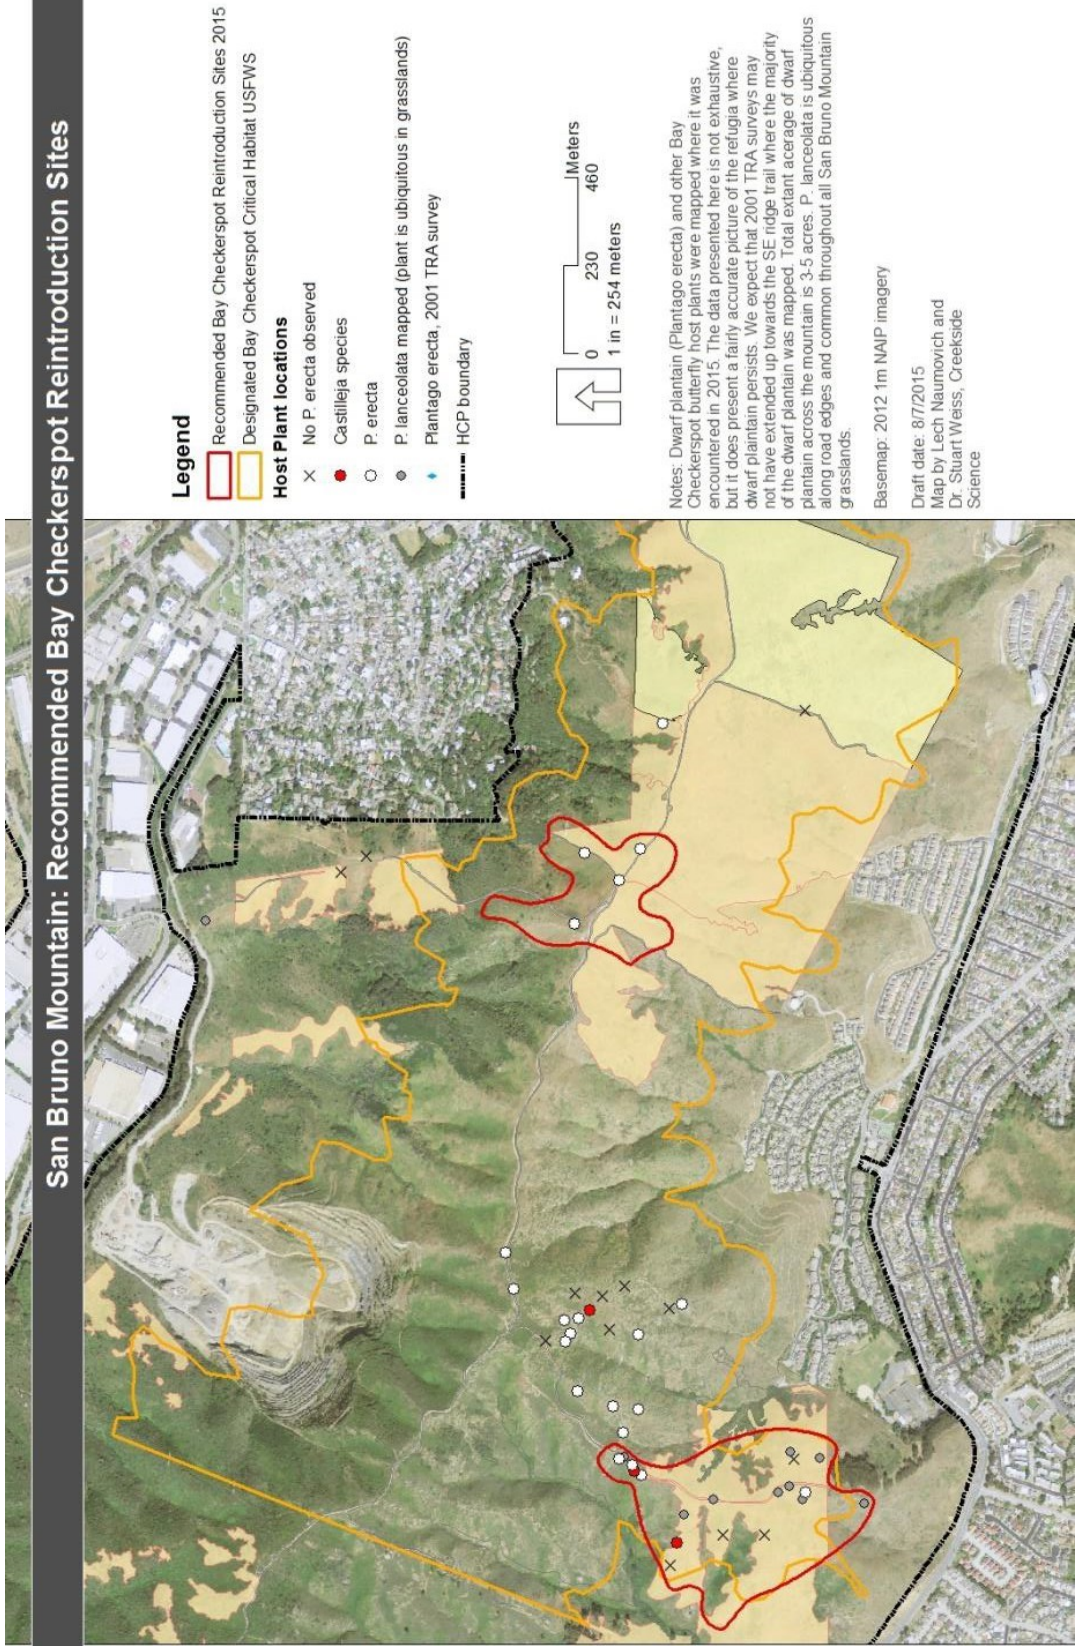 San Bruno Mountain: Recommended Bay Checkerspot Reintroduction Sites
Legend
Recommended Bay Checkerspot Reintroduction Sites 2015
Designated Bay Checkerspot Critical Habitat USFWS
Host Plant locations
No P. erecta observed
Castilleja species
P. erecta
P. lanceolata mapped (plant is ubiquitous in grasslands)
Plantago erecta, 2001 TRA survey
HCP boundary
Meters
0 230 460
1 in = 254 meters
Notes: Dwarf plantain (Plantago erecta) and other Bay
Checkerspot butterfly host plants were mapped where it was
encountered in 2015. The data presented here is not exhaustive,
but it does present a fairly accurate picture of the refugia where
dwarf plaintain persists. We expect that 2001 TRA surveys may
not have extended up towards the SE ridge trail where the majority
of the dwarf plantain was mapped. Total extant acerage of dwarf
plantain across the mountain is 3-5 acres. P. lanceolata is ubiquitous
along road edges and common throughout all San Bruno Mountain
grasslands.
Basemap: 2012 1m NAIP imagery
Draft date: 8/7/2015
Map by Lech Naumovich and
Dr. Stuart Weiss, Creekside
Science